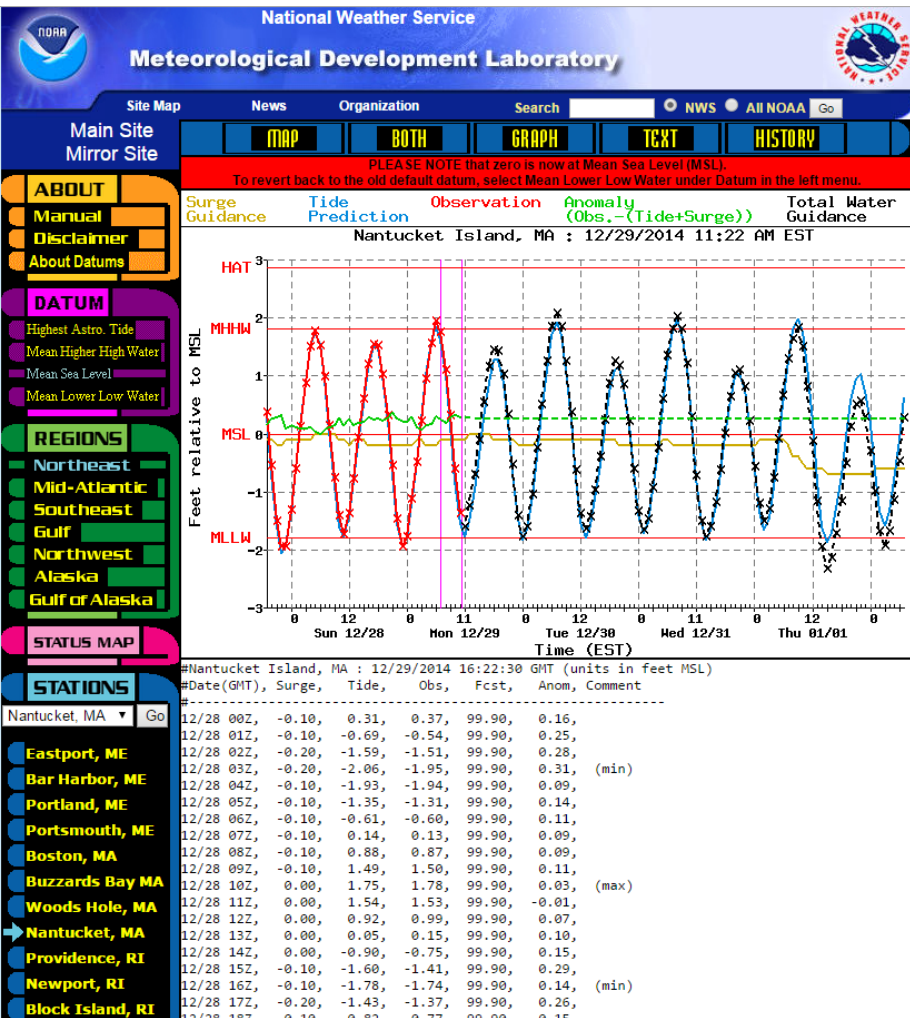 NOAA
National Weather Service
Meteorological Development Laboratory
Site Map News Organization Search NWS All NOAA Go
Main Site
Mirror Site
MAP BOTH GRAPH TEXT HISTORY
PLEASE NOTE that zero is now at Mean Sea Level (MSL).
To revert back to the old default datum, select Mean Lower Low Water under Datum in the left menu.
ABOUT
Manual
Disclaimer
About Datums
DATUM
Highest Astro. Tide
Mean Higher High Water
Mean Sea Level
Mean Lower Low Water
REGIONS
Northeast
Mid-Atlantic
Southeast
Gulf
Northwest
Alaska
Gulf of Alaska
STATUS MAP
STATIONS
Nantucket, MA Go
Eastport, ME
Bar Harbor, ME
Portland, ME
Portsmouth, ME
Boston, MA
Buzzards Bay MA
Woods Hole, MA
Nantucket, MA
Providence, RI
Newport, RI
Block Island, RI
Surge Tide Observation Anomaly Total Water
Guidance Prediction (Obs.-(Tide+Surge)) Guidance
Nantucket Island, MA : 12/29/2014 11:22 AM EST
Feet relative to MSL
HAT 3
2
MHHW
1
MSL 0
-1
MLLW
-2
-3
0 12 0 11 0 12 0 11 0 12 0
Sun 12/28 Mon 12/29 Tue 12/30 Wed 12/31 Thu 01/01
Time (EST)
#Nantucket Island, MA : 12/29/2014 16:22:30 GMT (units in feet MSL)
#Date(GMT), Surge, Tide, Obs, Fcst, Anom, Comment
#------------------------------------------------------------
12/28 00Z, -0.10, 0.31, 0.37, 99.90, 0.16,
12/28 01Z, -0.10, -0.69, -0.54, 99.90, 0.25,
12/28 02Z, -0.20, -1.59, -1.51, 99.90, 0.28,
12/28 03Z, -0.20, -2.06, -1.95, 99.90, 0.31, (min)
12/28 04Z, -0.10, -1.93, -1.94, 99.90, 0.09,
12/28 05Z, -0.10, -1.35, -1.31, 99.90, 0.14,
12/28 06Z, -0.10, -0.61, -0.60, 99.90, 0.11,
12/28 07Z, -0.10, 0.14, 0.13, 99.90, 0.09,
12/28 08Z, -0.10, 0.88, 0.87, 99.90, 0.09,
12/28 09Z, -0.10, 1.49, 1.50, 99.90, 0.11,
12/28 10Z, 0.00, 1.75, 1.78, 99.90, 0.03, (max)
12/28 11Z, 0.00, 1.54, 1.53, 99.90, -0.01,
12/28 12Z, 0.00, 0.92, 0.99, 99.90, 0.07,
12/28 13Z, 0.00, 0.05, 0.15, 99.90, 0.10,
12/28 14Z, 0.00, -0.90, -0.75, 99.90, 0.15,
12/28 15Z, -0.10, -1.60, -1.41, 99.90, 0.29,
12/28 16Z, -0.10, -1.78, -1.74, 99.90, 0.14, (min)
12/28 17Z, -0.20, -1.43, -1.37, 99.90, 0.26,